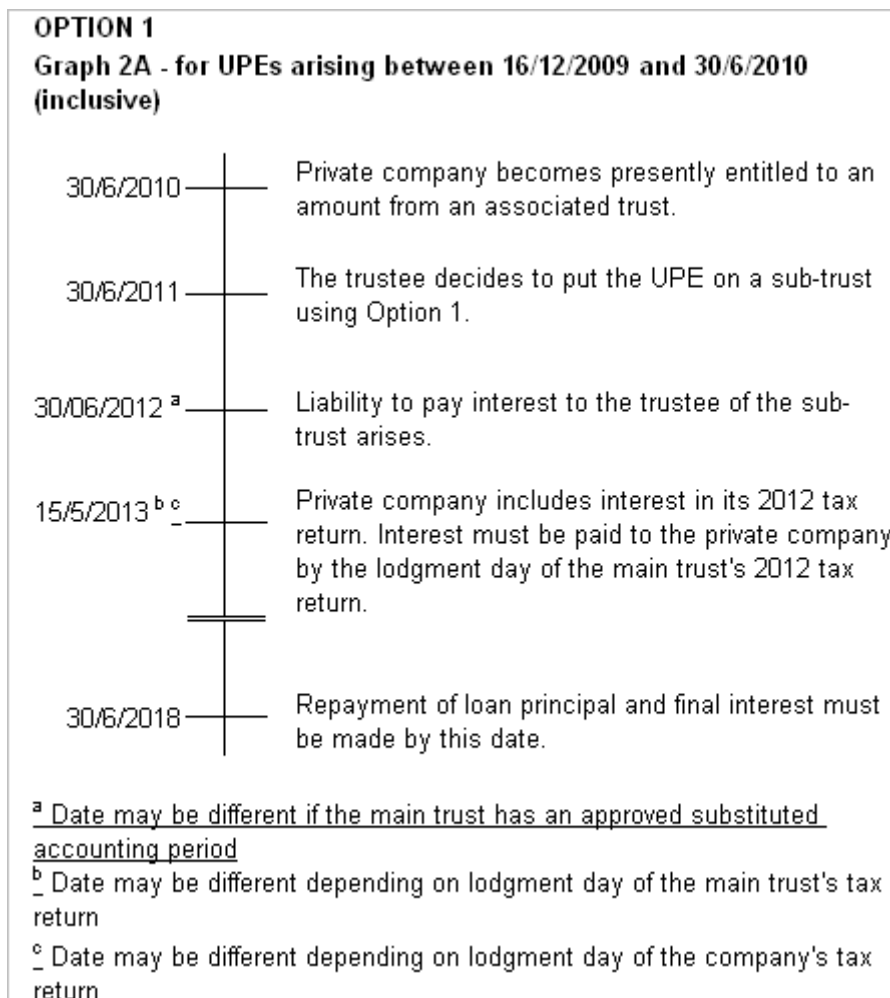 OPTION 1
Graph 2A - for UPEs arising between 16/12/2009 and 30/6/2010
(inclusive)
30/6/2010
Private company becomes presently entitled to an
amount from an associated trust.
30/6/2011
The trustee decides to put the UPE on a sub-trust
using Option 1.
30/06/2012 a
Liability to pay interest to the trustee of the sub-
trust arises.
15/5/2013 b c
Private company includes interest in its 2012 tax
return. Interest must be paid to the private company
by the lodgment day of the main trust's 2012 tax
return.
30/6/2018
Repayment of loan principal and final interest must
be made by this date.
a Date may be different if the main trust has an approved substituted
accounting period
b Date may be different depending on lodgment day of the main trust's tax
return
c Date may be different depending on lodgment day of the company's tax
return